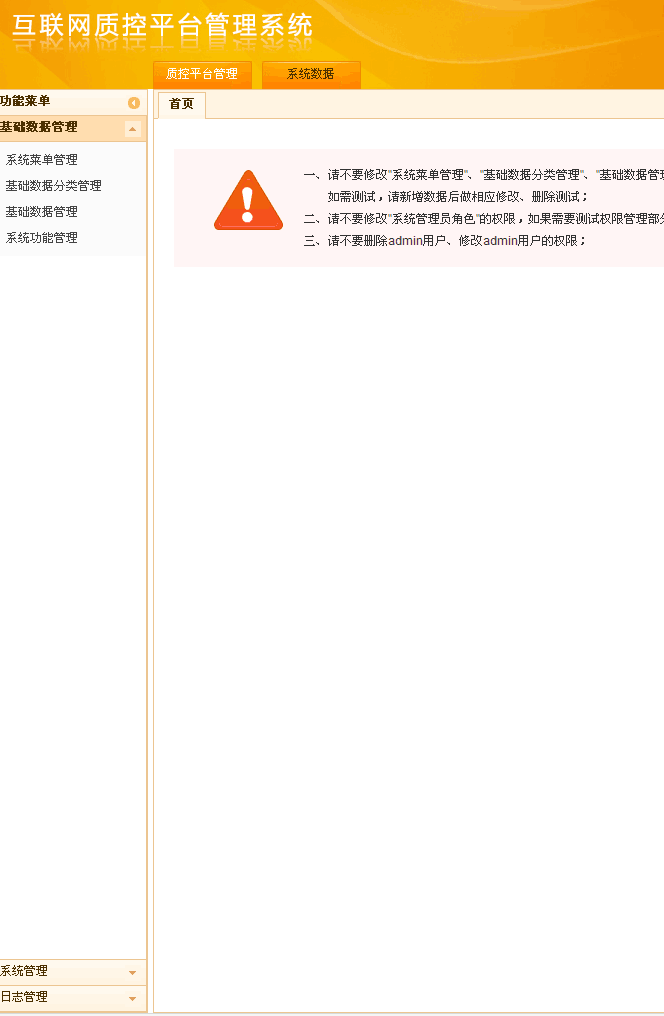 互联网质控平台管理系统
质控平台管理 系统数据
功能菜单
首页
基础数据管理
系统菜单管理
基础数据分类管理
基础数据管理
系统功能管理
一、请不要修改"系统菜单管理"、"基础数据分类管理"、"基础数据管理
如需测试，请新增数据后做相应修改、删除测试；
二、请不要修改"系统管理员角色"的权限，如果需要测试权限管理部分
三、请不要删除admin用户、修改admin用户的权限；
系统管理
日志管理